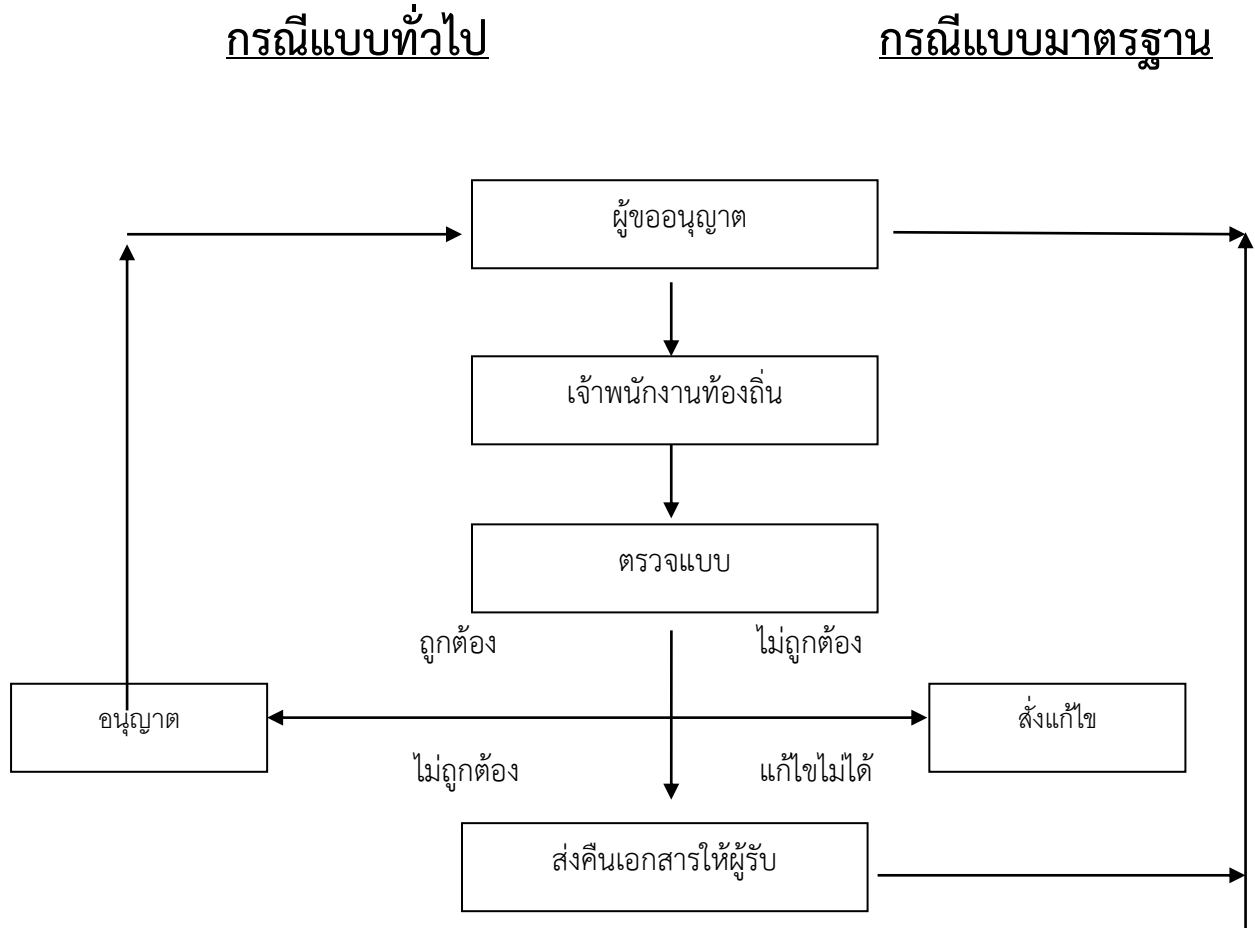 กรณีแบบทั่วไป กรณีแบบมาตรฐาน
ผู้ขออนุญาต
เจ้าพนักงานท้องถิ่น
ตรวจแบบ
ถูกต้อง ไม่ถูกต้อง
อนุญาต สั่งแก้ไข
ไม่ถูกต้อง แก้ไขไม่ได้
ส่งคืนเอกสารให้ผู้รับ